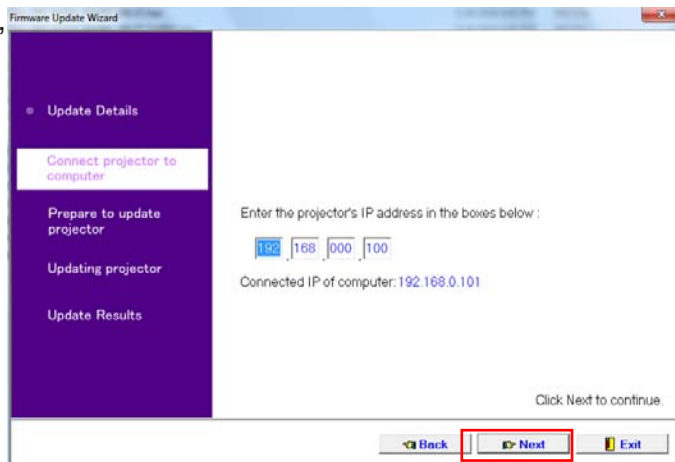 ,
Firmware Update Wizard
Update Details
Connect projector to
computer
Prepare to update
projector
Updating projector
Update Results
Enter the projector's IP address in the boxes below :
192 . 168 . 000 . 100
Connected IP of computer: 192.168.0.101
Click Next to continue.
Back Next Exit